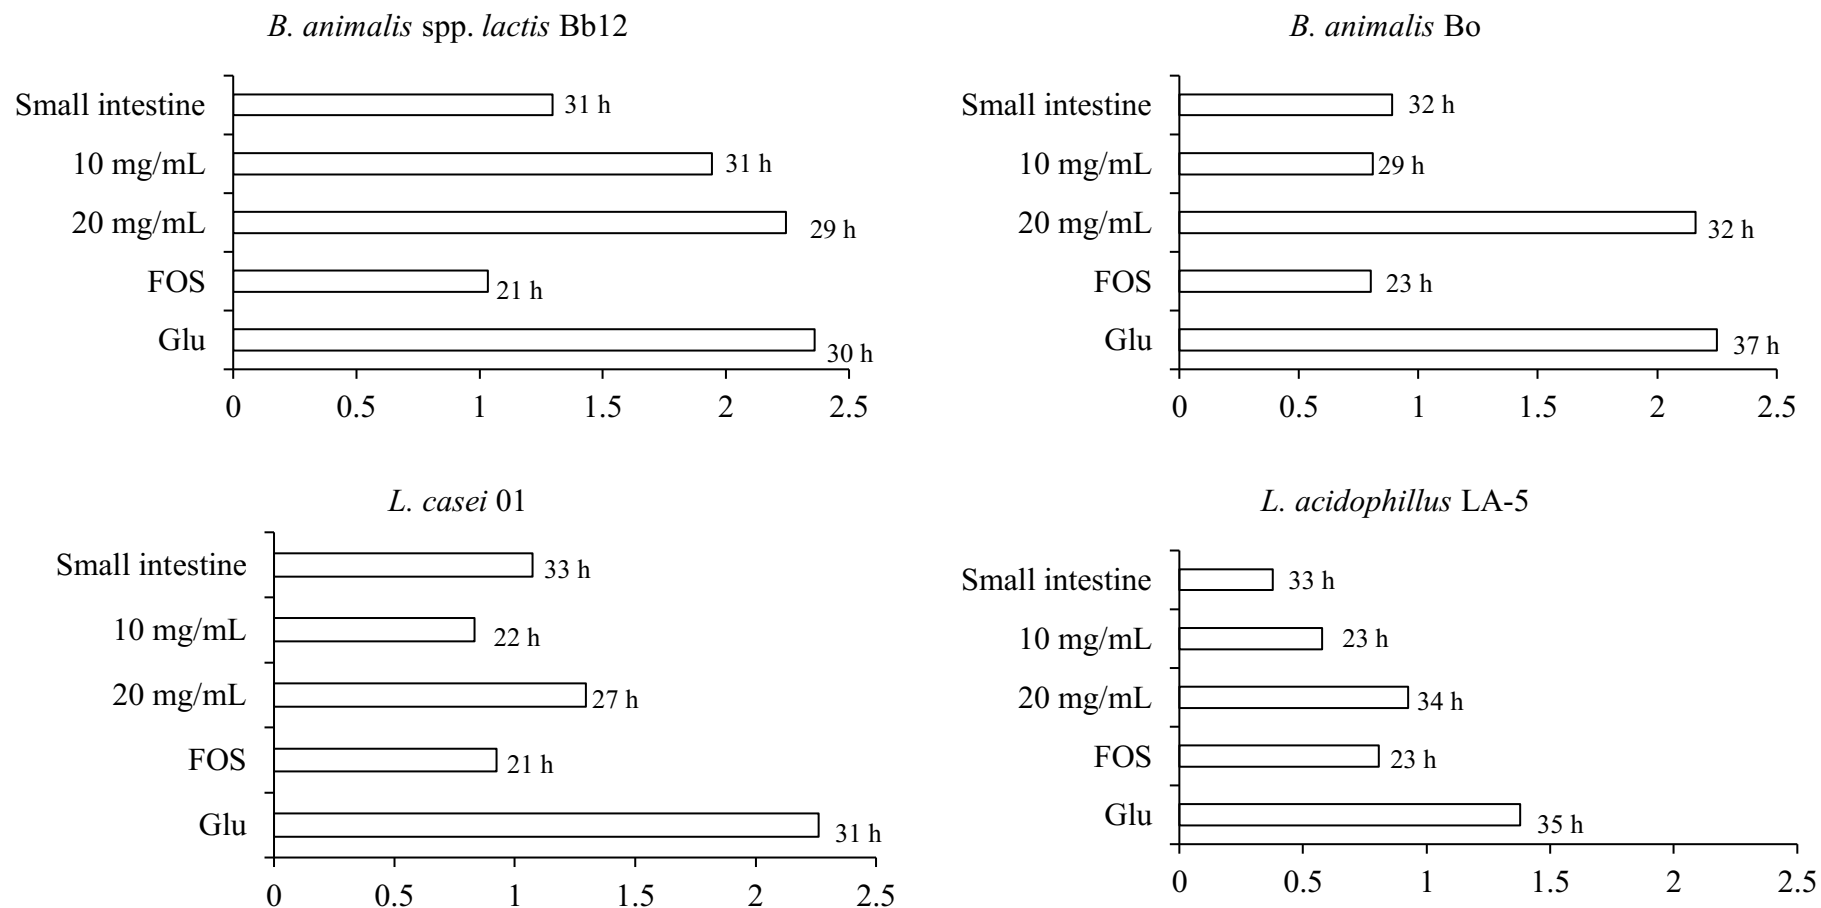 B. animalis spp. lactis Bb12
Small intestine
31 h
10 mg/mL
31 h
20 mg/mL
29 h
FOS
21 h
Glu
30 h
0 0.5 1 1.5 2 2.5
B. animalis Bo
Small intestine
32 h
10 mg/mL
29 h
20 mg/mL
32 h
FOS
23 h
Glu
37 h
0 0.5 1 1.5 2 2.5
L. casei 01
Small intestine
33 h
10 mg/mL
22 h
20 mg/mL
27 h
FOS
21 h
Glu
31 h
0 0.5 1 1.5 2 2.5
L. acidophillus LA-5
Small intestine
33 h
10 mg/mL
23 h
20 mg/mL
34 h
FOS
23 h
Glu
35 h
0 0.5 1 1.5 2 2.5